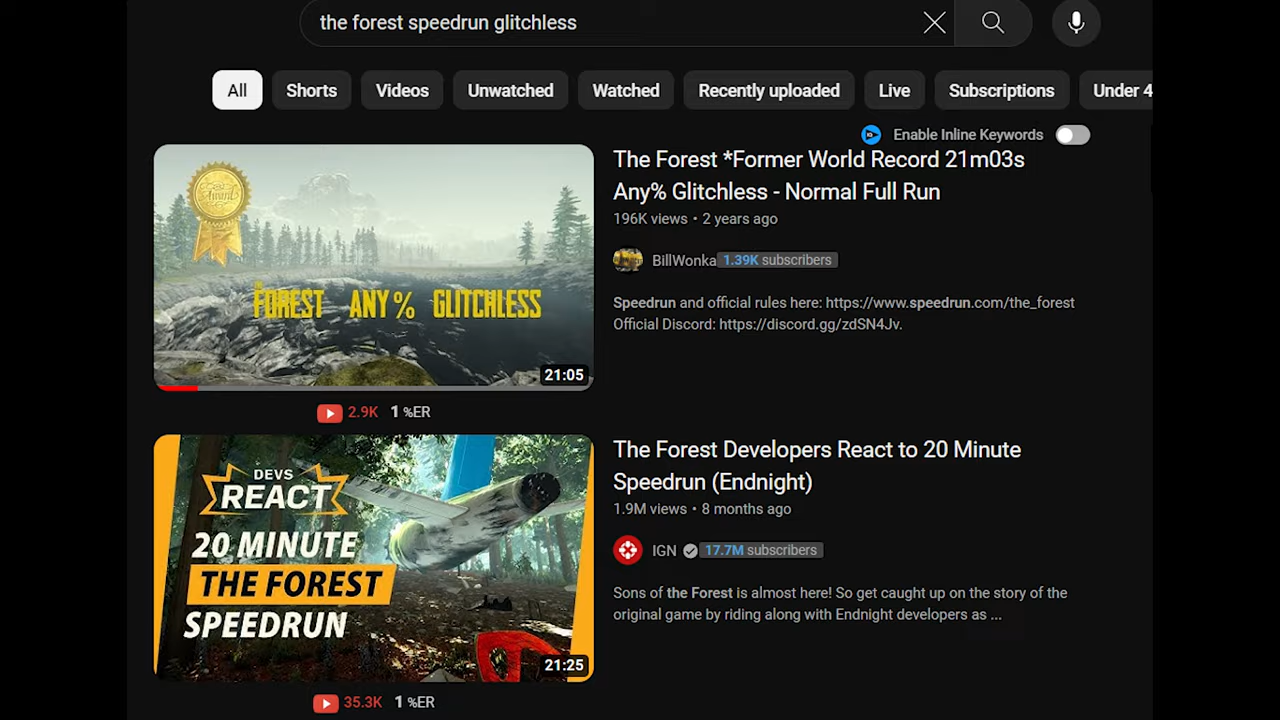 the forest speedrun glitchless
All Shorts Videos Unwatched Watched Recently uploaded Live Subscriptions Under 4
Enable Inline Keywords
The Forest *Former World Record 21m03s
Any% Glitchless - Normal Full Run
196K views • 2 years ago
BillWonka 1.39K subscribers
Speedrun and official rules here: https://www.speedrun.com/the_forest
Official Discord: https://discord.gg/zdSN4Jv.
THE FOREST ANY% GLITCHLESS
21:05
2.9K 1 %ER
The Forest Developers React to 20 Minute
Speedrun (Endnight)
1.9M views • 8 months ago
IGN 17.7M subscribers
Sons of the Forest is almost here! So get caught up on the story of the
original game by riding along with Endnight developers as ...
DEVS
REACT
20 MINUTE
THE FOREST
SPEEDRUN
21:25
35.3K 1 %ER